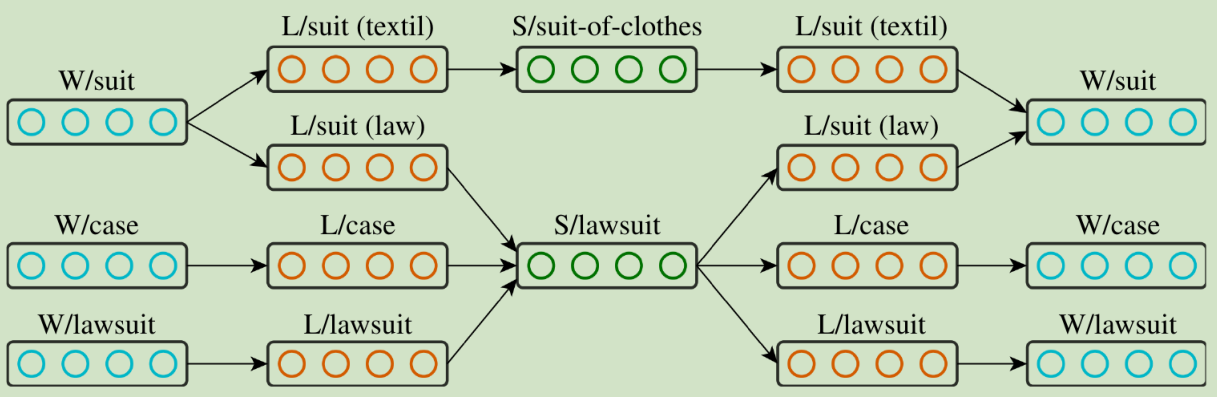 L/suit (textil)
S/suit-of-clothes
L/suit (textil)
W/suit
W/suit
L/suit (law)
L/suit (law)
W/case
L/case
S/lawsuit
L/case
W/case
W/lawsuit
L/lawsuit
L/lawsuit
W/lawsuit